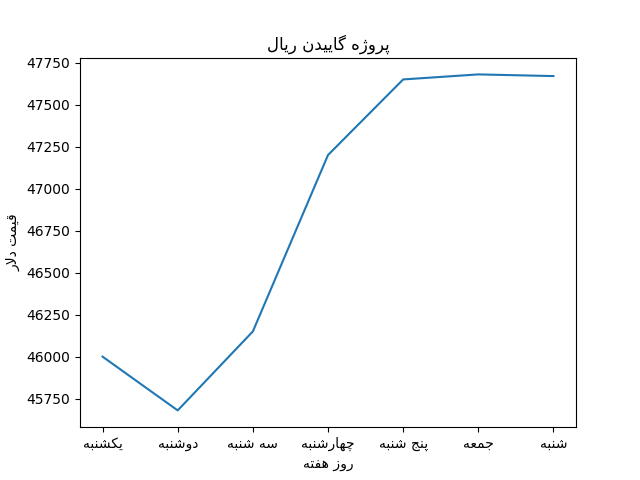 پروژه گاییدن ریال
47750
47500
47250
47000
46750
46500
46250
46000
45750
قیمت دلار
یکشنبه
دوشنبه
سه شنبه
چهارشنبه
پنج شنبه
جمعه
شنبه
روز هفته